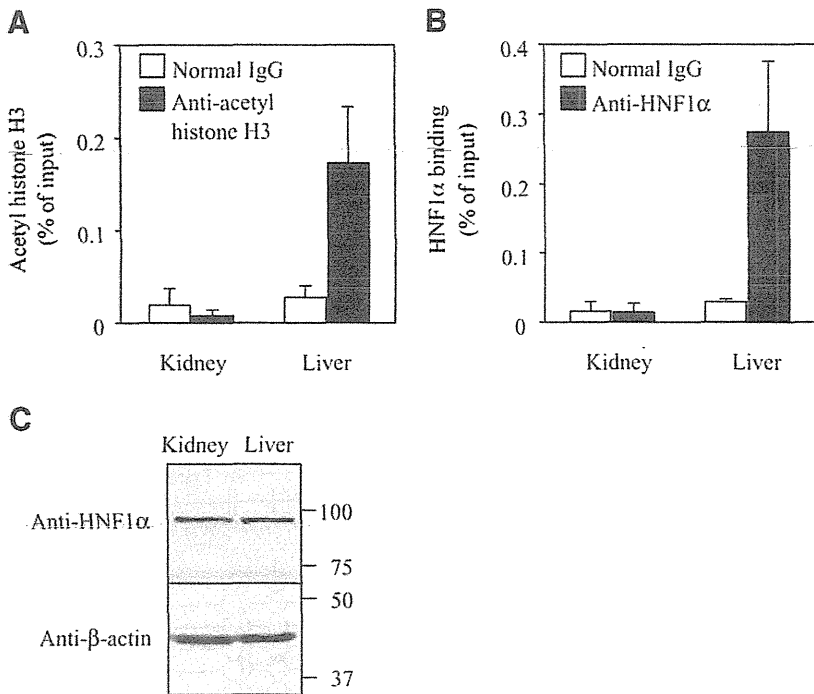 A
0.3
0.2
0.1
0
Acetyl histone H3
(% of input)
Normal IgG
Anti-acetyl
histone H3
Kidney
Liver
B
0.4
0.3
0.2
0.1
0
HNF1α binding
(% of input)
Normal IgG
Anti-HNF1α
Kidney
Liver
C
Kidney Liver
Anti-HNF1α
100
75
50
Anti-β-actin
37